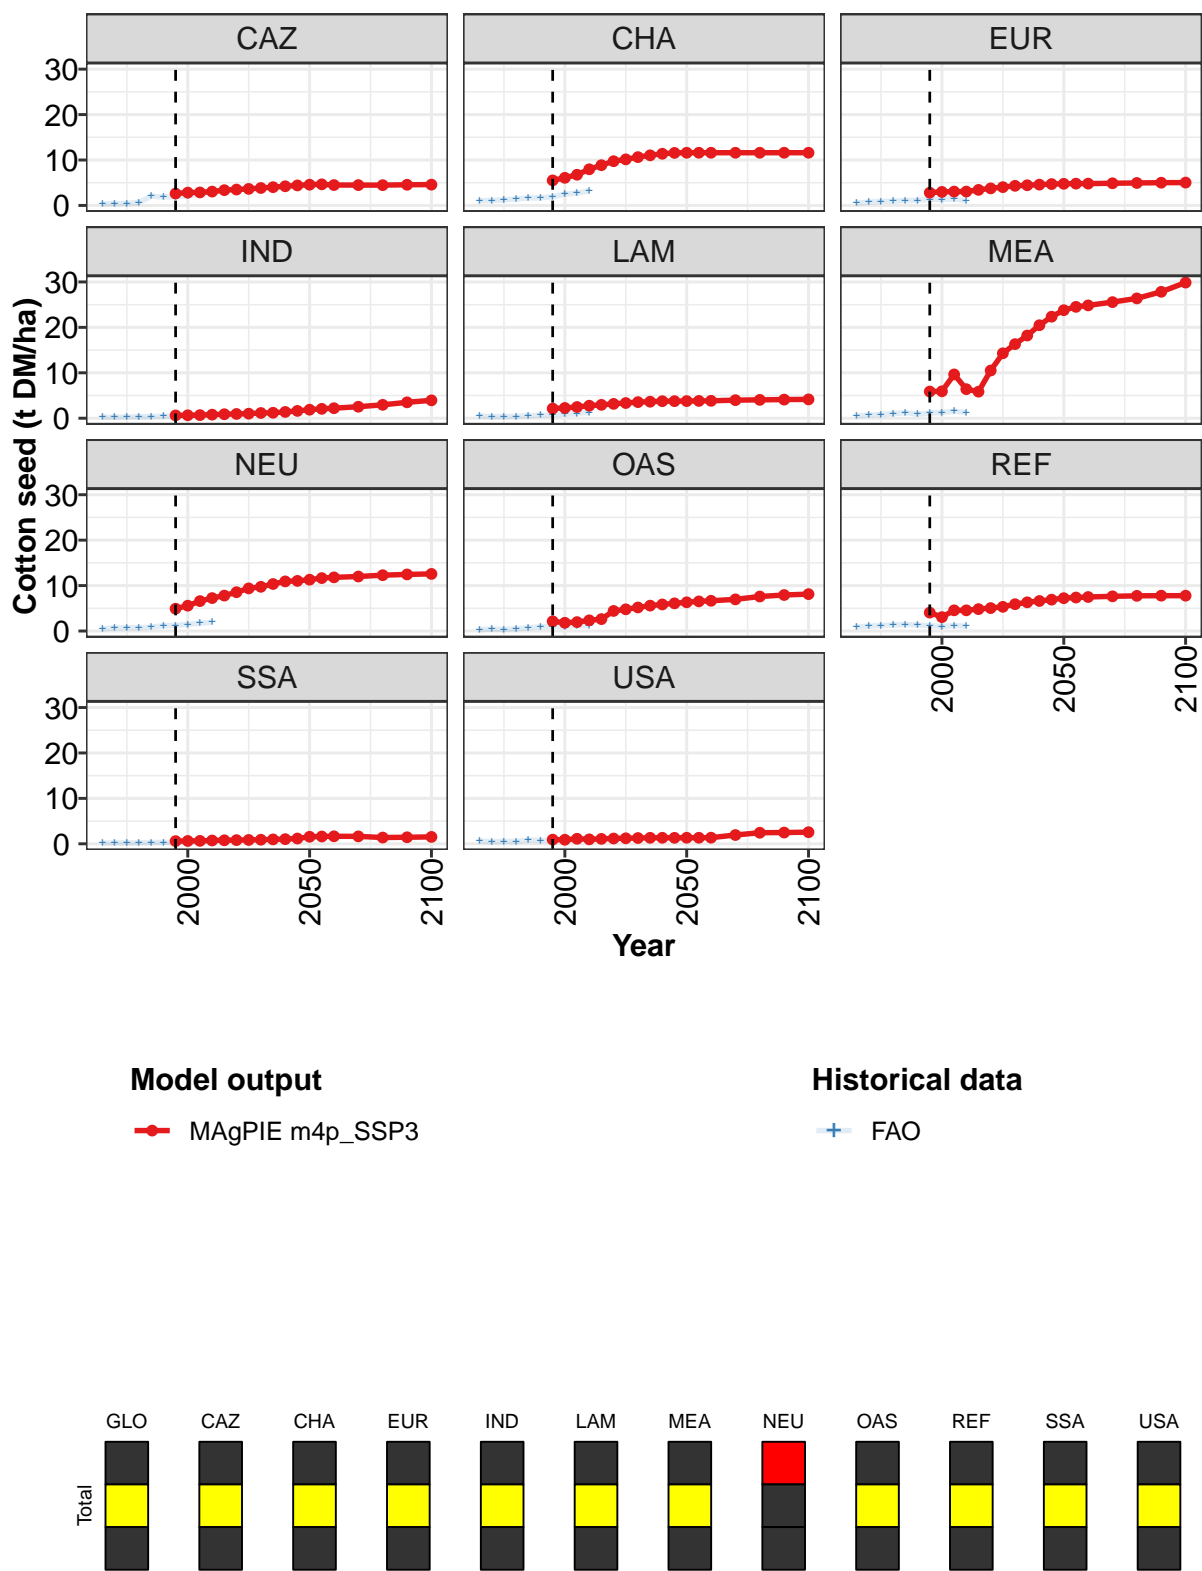 CAZ CHA EUR
30
20
10
0
IND LAM MEA
30
20
10
0
NEU OAS REF
30
20
10
0
2000 2050 2100
SSA USA
30
20
10
0
2000 2050 2100 2000 2050 2100
Cotton seed (t DM/ha)
Year
Model output Historical data
MAgPIE m4p_SSP3 FAO
GLO CAZ CHA EUR IND LAM MEA NEU OAS REF SSA USA
Total